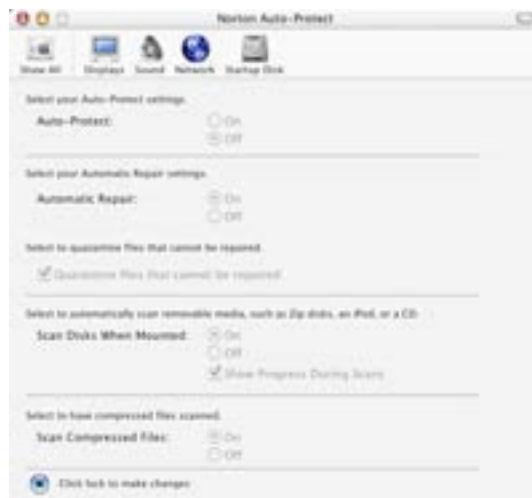 Norton Auto-Protect
Show All Displays Sound Network Startup Disk
Select your Auto-Protect settings.
Auto-Protect: On
Off
Select your Automatic Repair settings.
Automatic Repair: On
Off
Select to quarantine files that cannot be repaired.
Quarantine files that cannot be repaired
Select to automatically scan removable media, such as Zip disks, an iPod, or a CD.
Scan Disks When Mounted: On
Off
Show Progress During Scans
Select to have compressed files scanned.
Scan Compressed Files: On
Off
Click lock to make changes